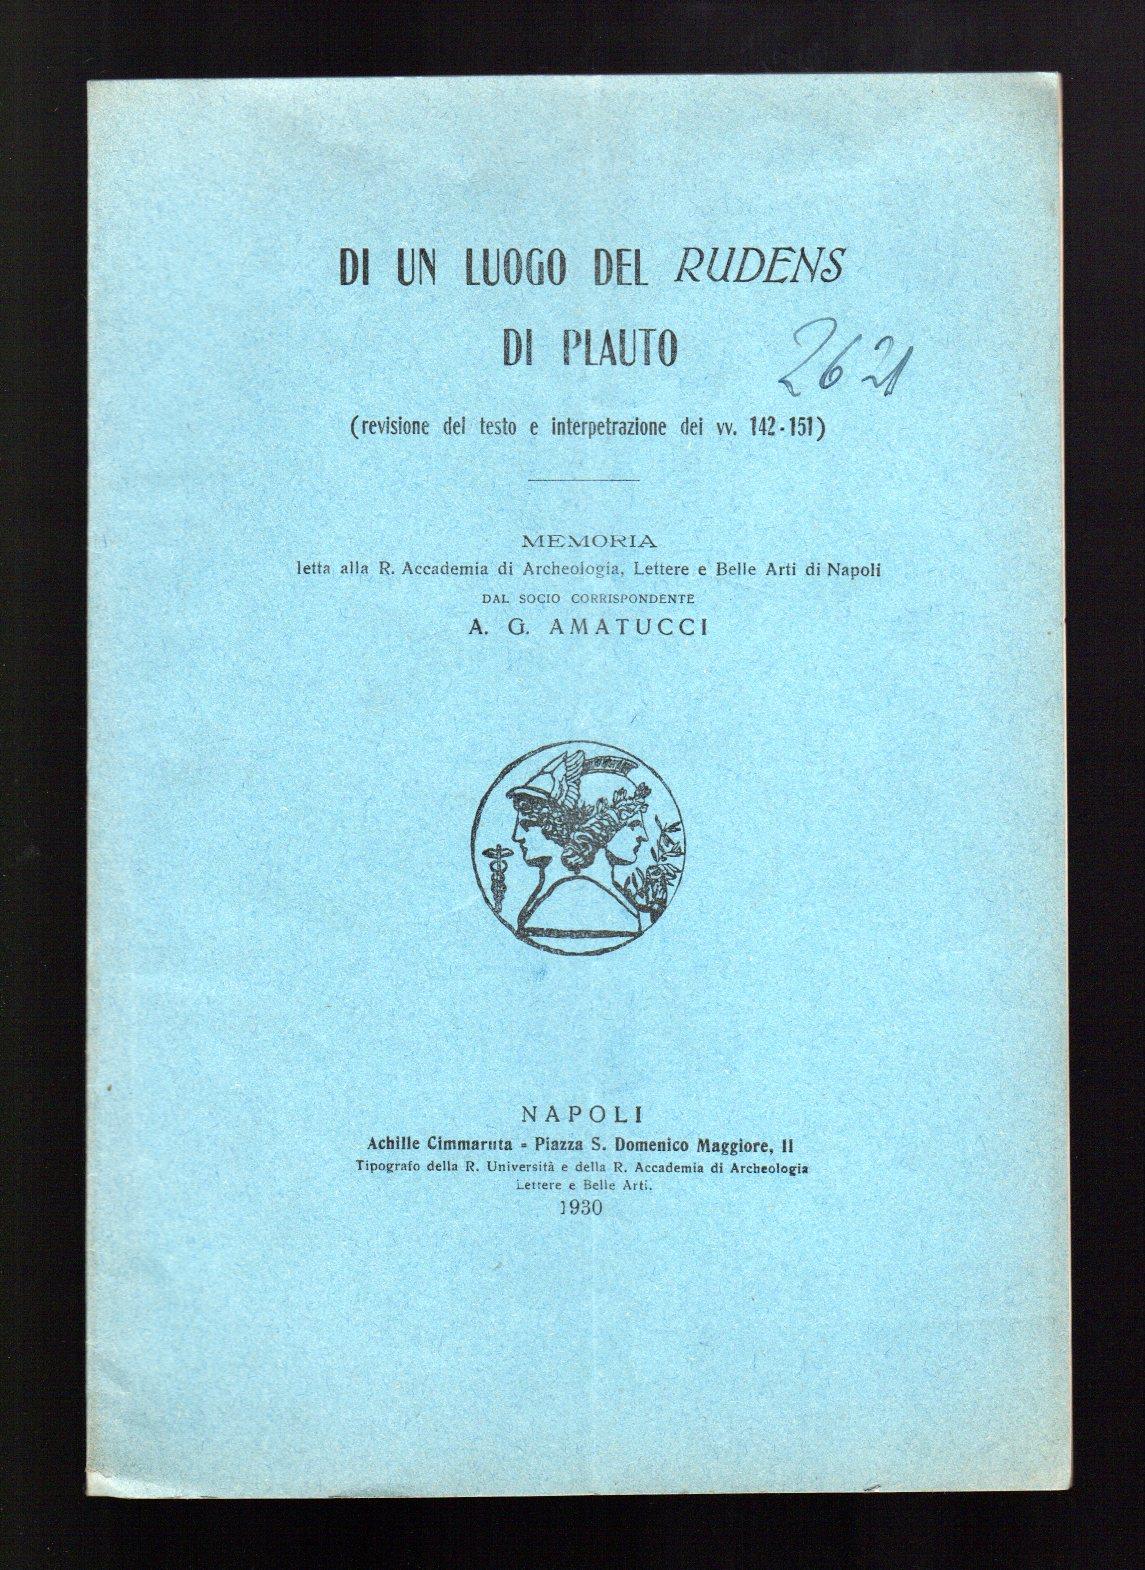 DI UN LUOGO DEL RUDENS
DI PLAUTO
2621
(revisione del testo e interpetrazione dei vv. 142-151)
MEMORIA
letta alla R. Accademia di Archeologia, Lettere e Belle Arti di Napoli
DAL SOCIO CORRISPONDENTE
A. G. AMATUCCI
NAPOLI
Achille Cimmaruta - Piazza S. Domenico Maggiore, 11
Tipografo della R. Università e della R. Accademia di Archeologia
Lettere e Belle Arti.
1930